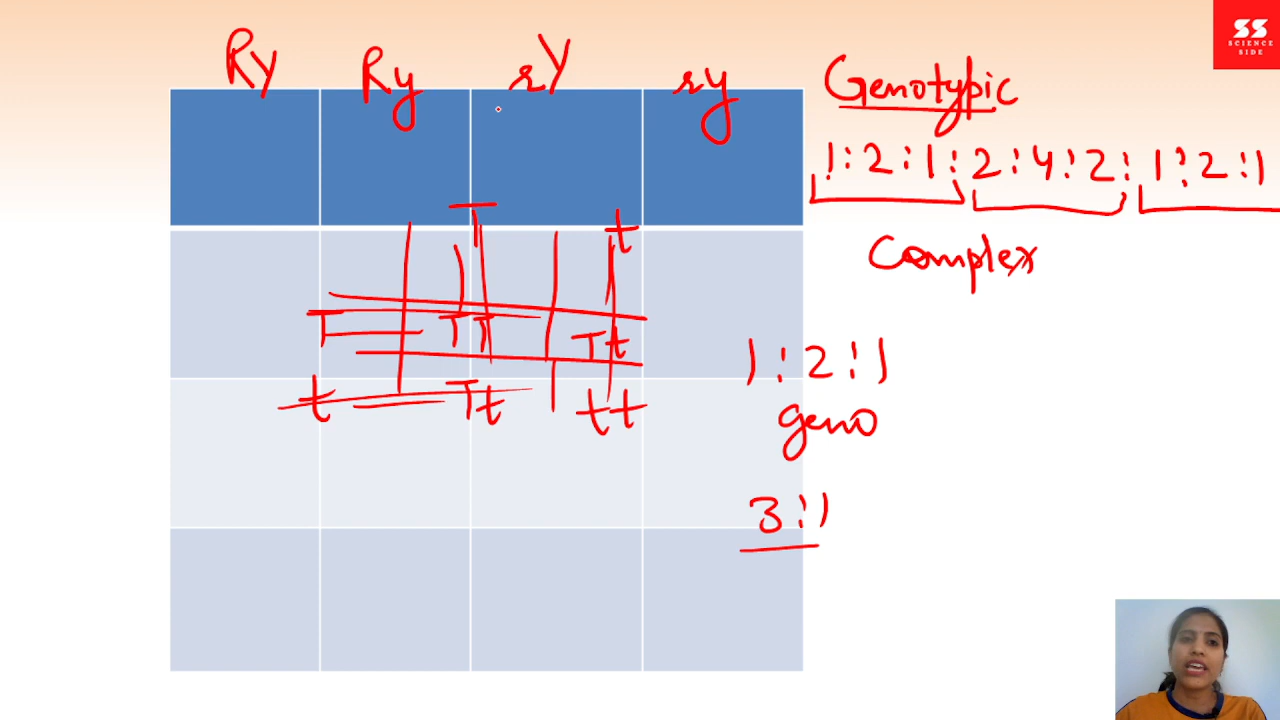 SS
SCIENCE
SIDE
Ry Ry rY ry
Genotypic
1:2:1:2:4:2:1:2:1
Complex
T t
T TT Tt
t Tt tt
1:2:1
geno
3:1